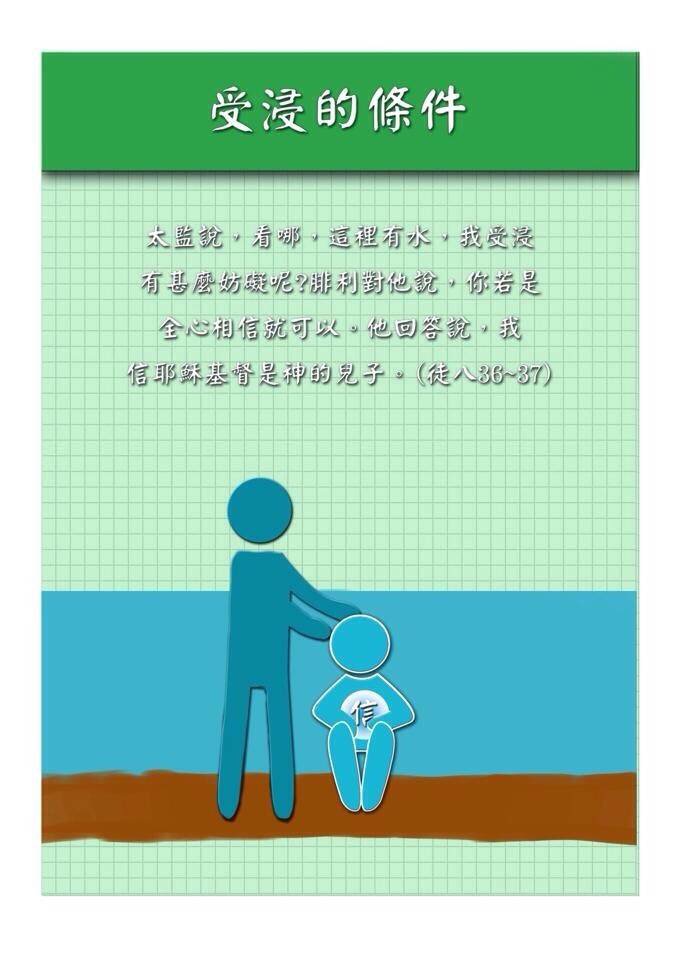 受浸的條件
太監說，看哪，這裡有水，我受浸
有甚麼妨礙呢?腓利對他說，你若是
全心相信就可以。他回答說，我
信耶穌基督是神的兒子。(徒八36~37)
信